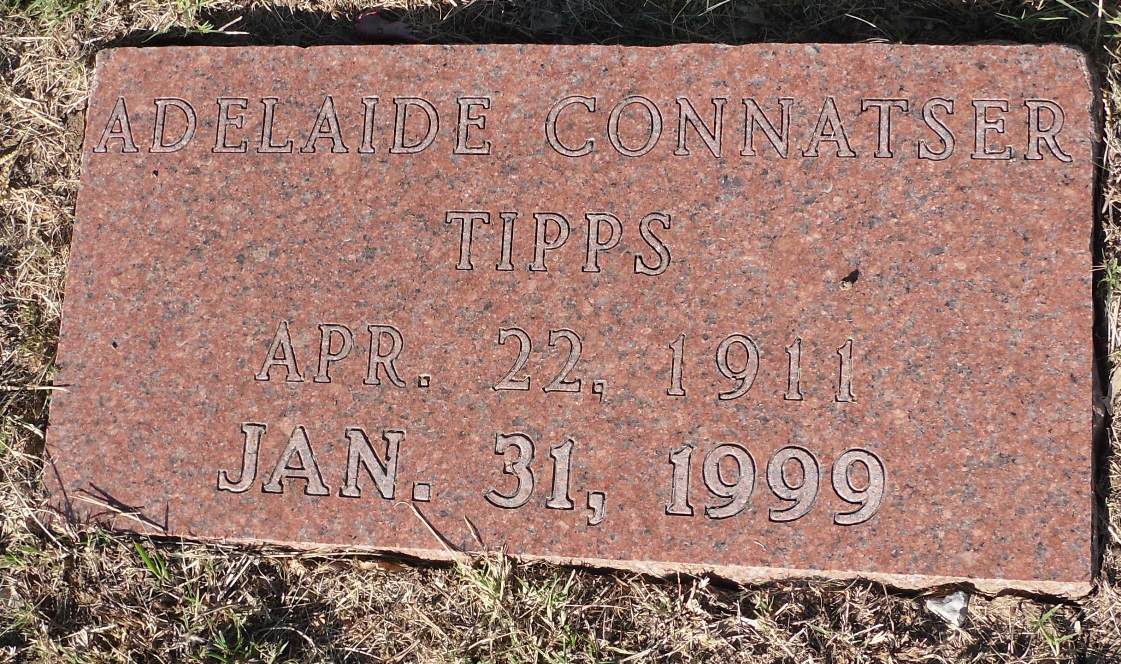 ADELAIDE CONNATSER
TIPPS
APR. 22, 1911
JAN. 31, 1999